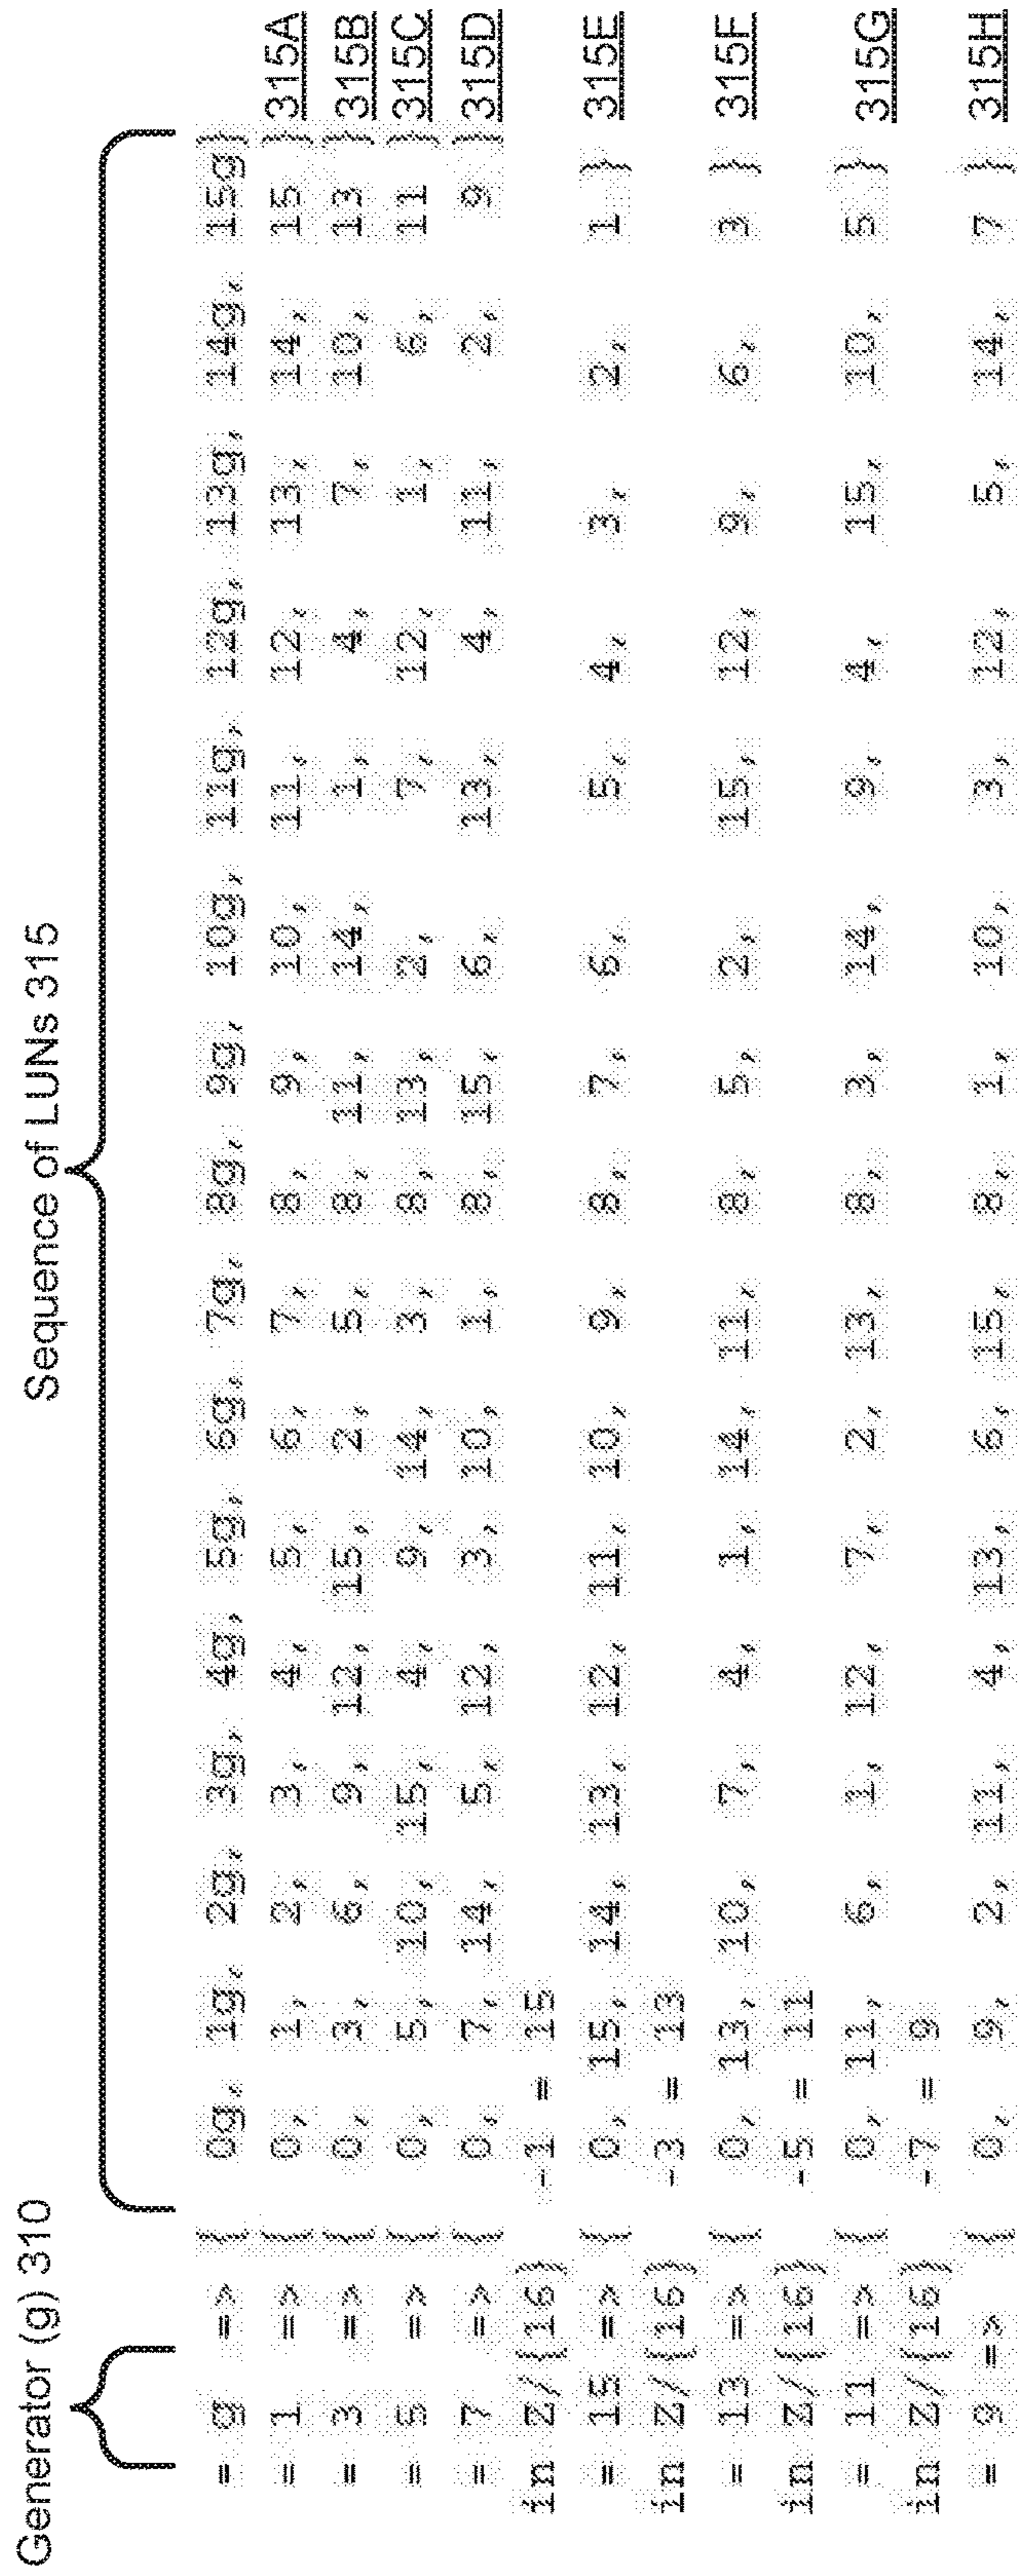 Generator (g) 310
Sequence of LUNs 315
= g => { 0g, 1g, 2g, 3g, 4g, 5g, 6g, 7g, 8g, 9g, 10g, 11g, 12g, 13g, 14g, 15g }
= 1 => { 0, 1, 2, 3, 4, 5, 6, 7, 8, 9, 10, 11, 12, 13, 14, 15 } 315A
= 3 => { 0, 3, 6, 9, 12, 15, 2, 5, 8, 11, 14, 1, 4, 7, 10, 13 } 315B
= 5 => { 0, 5, 10, 15, 4, 9, 14, 3, 8, 13, 2, 7, 12, 1, 6, 11 } 315C
= 7 => { 0, 7, 14, 5, 12, 3, 10, 1, 8, 15, 6, 13, 4, 11, 2, 9 } 315D
in Z/(16) -1 = 15
= 15 => { 0, 15, 14, 13, 12, 11, 10, 9, 8, 7, 6, 5, 4, 3, 2, 1 } 315E
in Z/(16) -3 = 13
= 13 => { 0, 13, 10, 7, 4, 1, 14, 11, 8, 5, 2, 15, 12, 9, 6, 3 } 315F
in Z/(16) -5 = 11
= 11 => { 0, 11, 6, 1, 12, 7, 2, 13, 8, 3, 14, 9, 4, 15, 10, 5 } 315G
in Z/(16) -7 = 9
= 9 => { 0, 9, 2, 11, 4, 13, 6, 15, 8, 1, 10, 3, 12, 5, 14, 7 } 315H